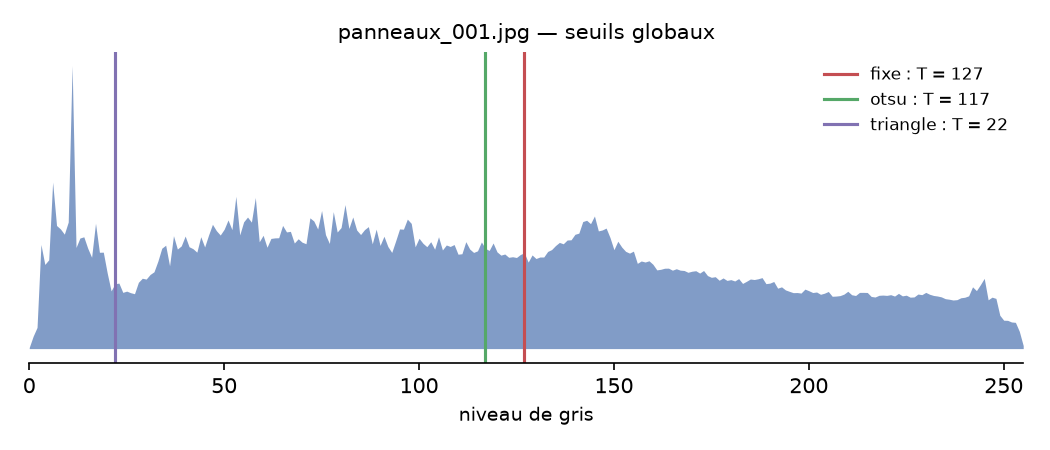 panneaux_001.jpg — seuils globaux
fixe : T = 127
otsu : T = 117
triangle : T = 22
0 50 100 150 200 250
niveau de gris